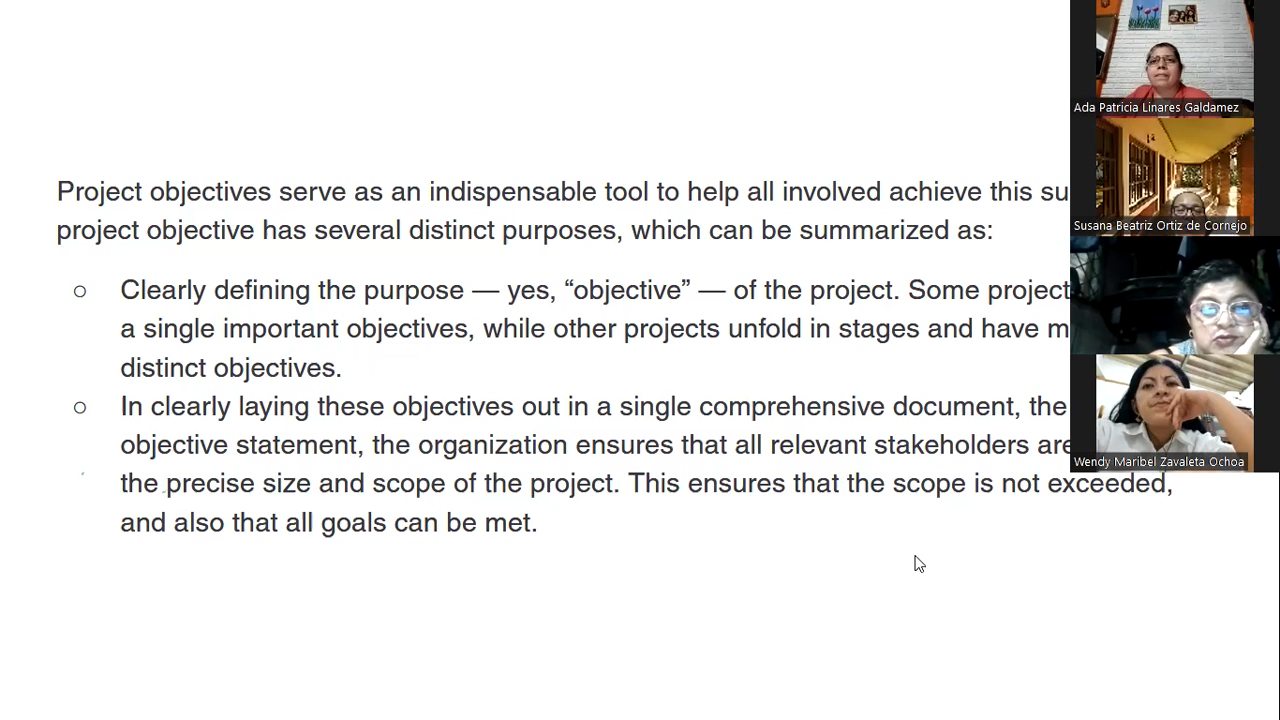 Project objectives serve as an indispensable tool to help all involved achieve this su
project objective has several distinct purposes, which can be summarized as:
Clearly defining the purpose — yes, “objective” — of the project. Some project
a single important objectives, while other projects unfold in stages and have m
distinct objectives.
In clearly laying these objectives out in a single comprehensive document, the
objective statement, the organization ensures that all relevant stakeholders are
the precise size and scope of the project. This ensures that the scope is not exceeded,
and also that all goals can be met.
Ada Patricia Linares Galdamez
Susana Beatriz Ortiz de Cornejo
Wendy Maribel Zavaleta Ochoa